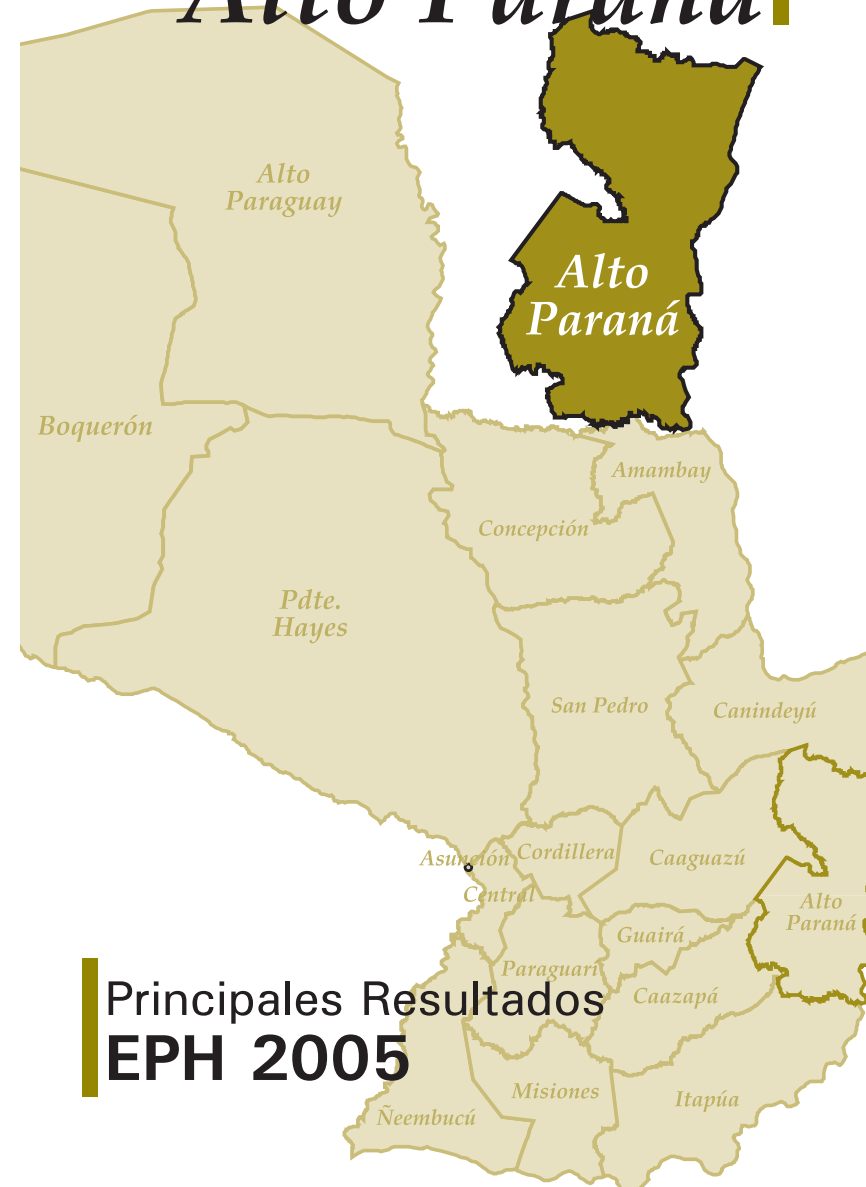 Alto Paraná
Alto
Paraguay
Alto
Paraná
Boquerón
Amambay
Concepción
Pdte.
Hayes
San Pedro
Canindeyú
Asunción
Cordillera
Caaguazú
Central
Alto
Paraná
Guairá
Paraguarí
Caazapá
Principales Resultados
EPH 2005
Misiones
Itapúa
Ñeembucú